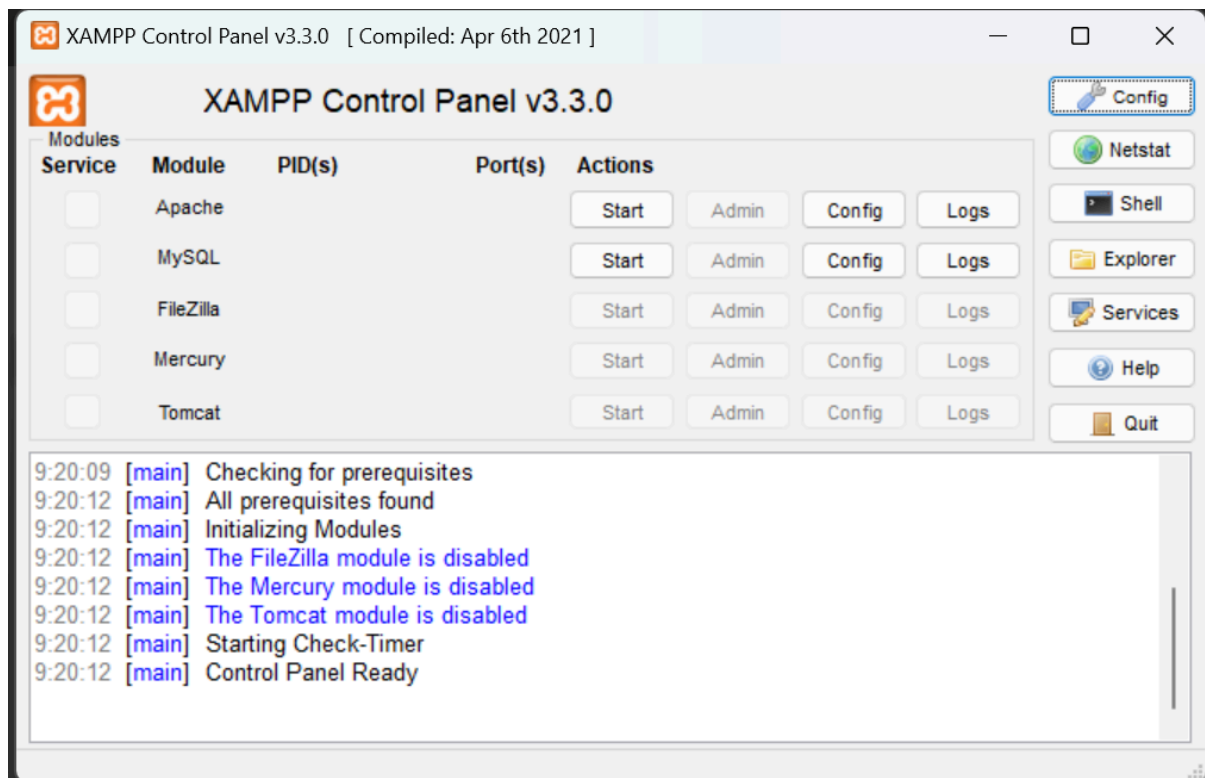 XAMPP Control Panel v3.3.0 [ Compiled: Apr 6th 2021 ]
XAMPP Control Panel v3.3.0
Config
Modules
Netstat
Service Module PID(s) Port(s) Actions
Apache Start Admin Config Logs
Shell
MySQL Start Admin Config Logs
Explorer
FileZilla Start Admin Config Logs
Services
Mercury Start Admin Config Logs
Help
Tomcat Start Admin Config Logs
Quit
9:20:09 [main] Checking for prerequisites
9:20:12 [main] All prerequisites found
9:20:12 [main] Initializing Modules
9:20:12 [main] The FileZilla module is disabled
9:20:12 [main] The Mercury module is disabled
9:20:12 [main] The Tomcat module is disabled
9:20:12 [main] Starting Check-Timer
9:20:12 [main] Control Panel Ready